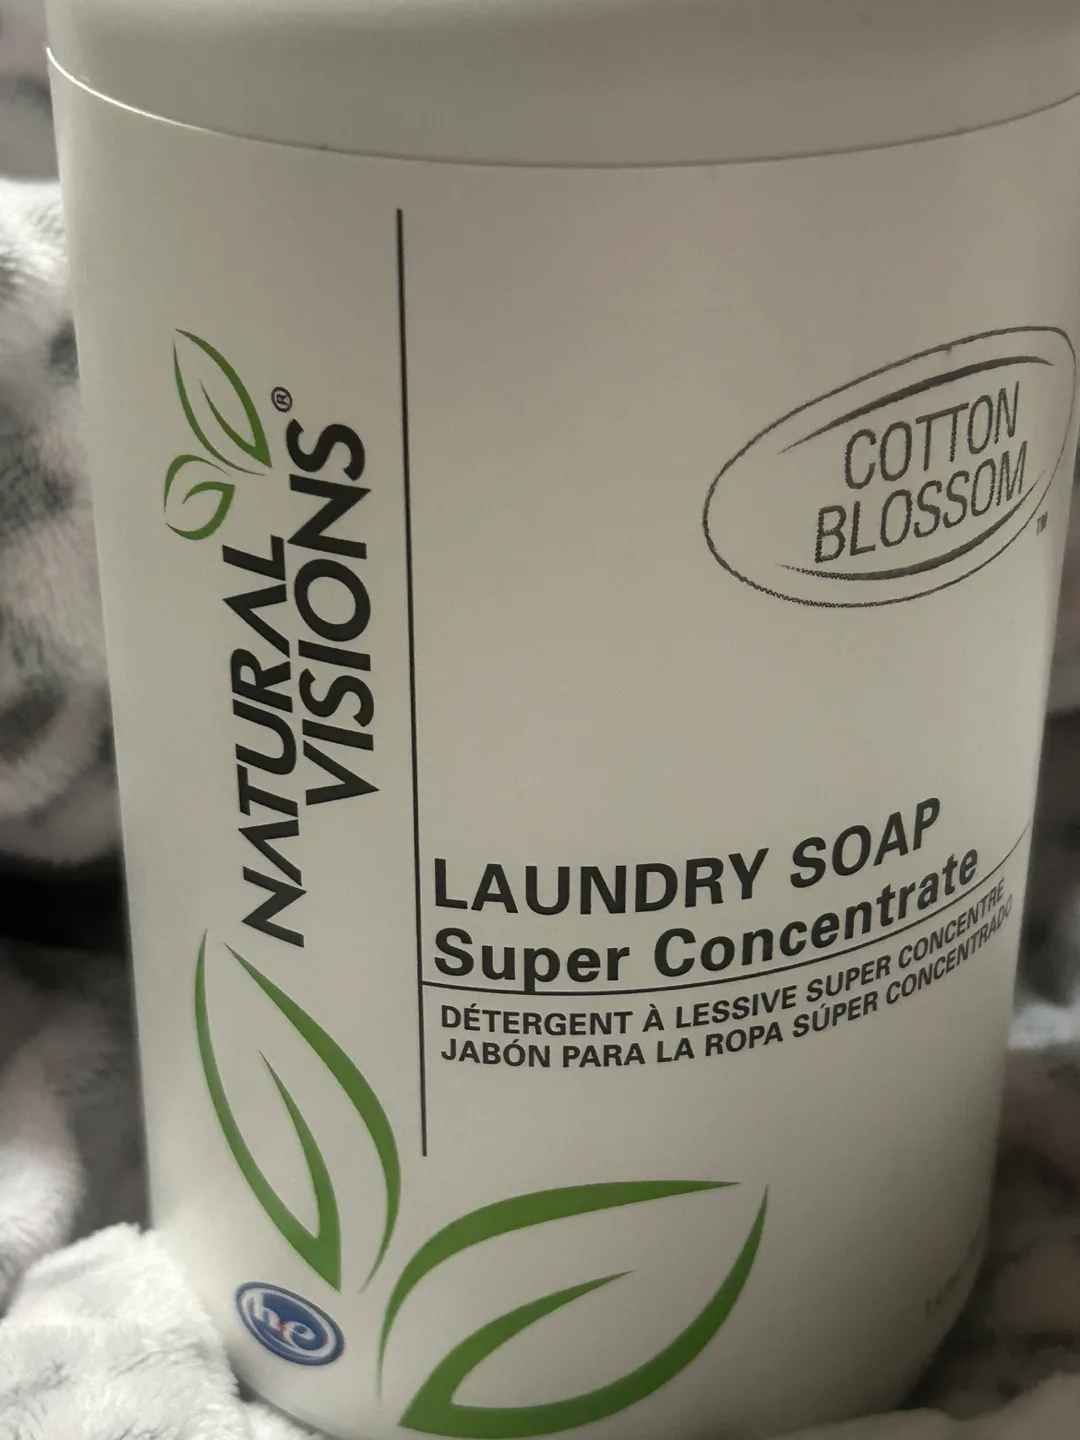 NATURAL
VISIONS®
COTTON
BLOSSOM™
LAUNDRY SOAP
Super Concentrate
DÉTERGENT À LESSIVE SUPER CONCENTRÉ
JABÓN PARA LA ROPA SÚPER CONCENTRADO
he